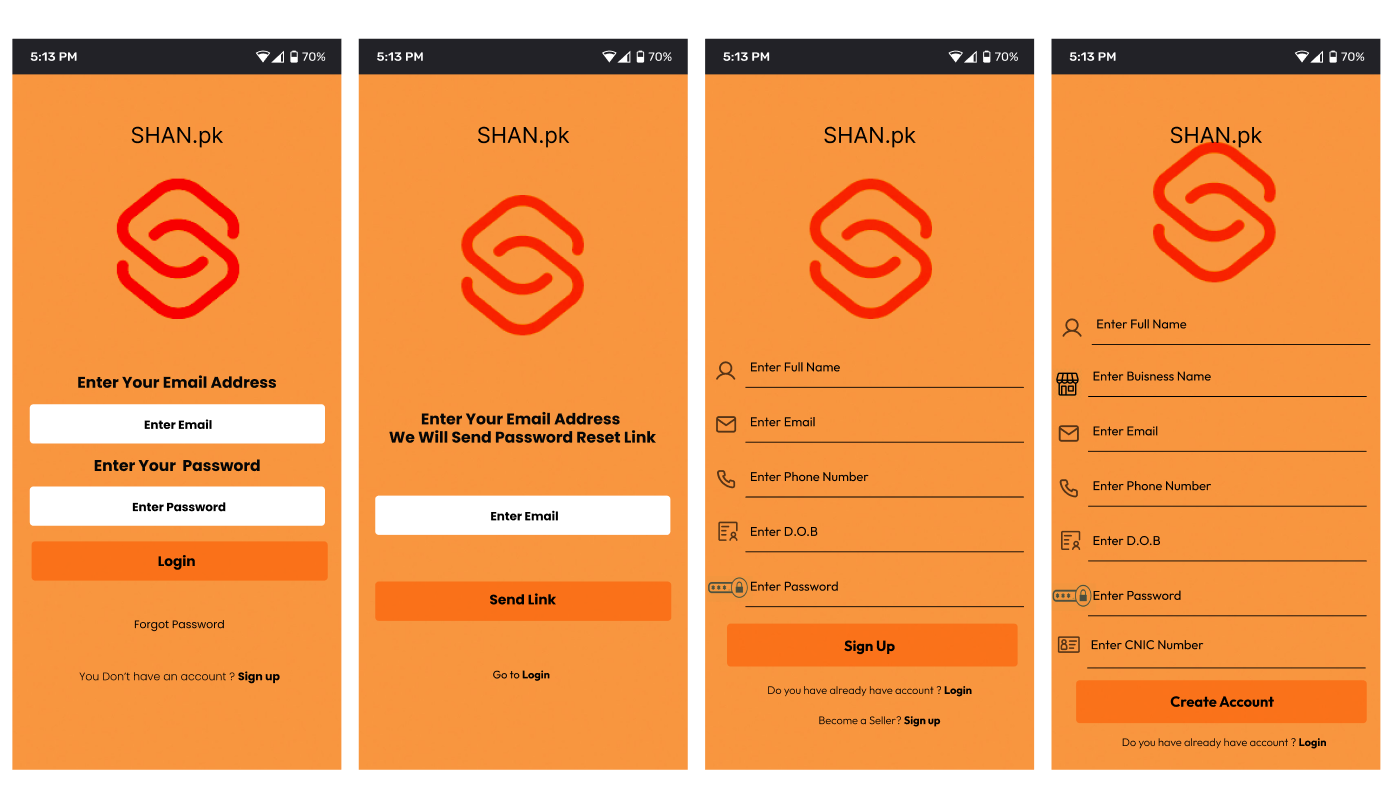 5:13 PM 70%
SHAN.pk
Enter Your Email Address
Enter Email
Enter Your Password
Enter Password
Login
Forgot Password
You Don't have an account ? Sign up
5:13 PM 70%
SHAN.pk
Enter Your Email Address
We Will Send Password Reset Link
Enter Email
Send Link
Go to Login
5:13 PM 70%
SHAN.pk
Enter Full Name
Enter Email
Enter Phone Number
Enter D.O.B
Enter Password
Sign Up
Do you have already have account ? Login
Become a Seller? Sign up
5:13 PM 70%
SHAN.pk
Enter Full Name
Enter Buisness Name
Enter Email
Enter Phone Number
Enter D.O.B
Enter Password
Enter CNIC Number
Create Account
Do you have already have account ? Login